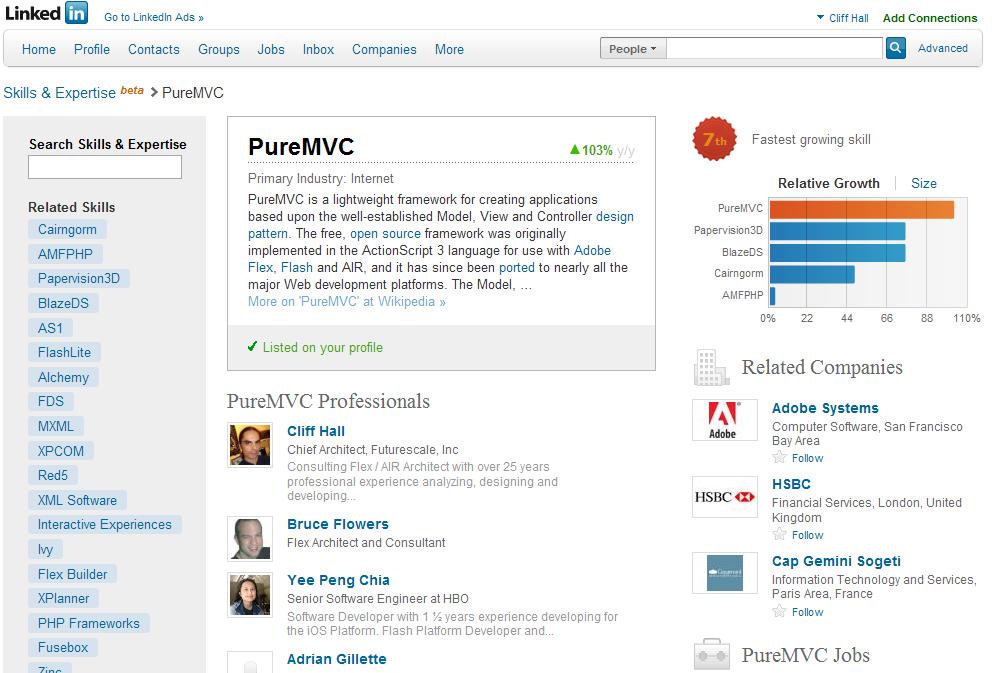 Linked in
Go to LinkedIn Ads »
Cliff Hall
Add Connections
Home Profile Contacts Groups Jobs Inbox Companies More
People
Advanced
Skills & Expertise beta > PureMVC
Search Skills & Expertise
Related Skills
Cairngorm
AMFPHP
Papervision3D
BlazeDS
AS1
FlashLite
Alchemy
FDS
MXML
XPCOM
Red5
XML Software
Interactive Experiences
Ivy
Flex Builder
XPlanner
PHP Frameworks
Fusebox
Zinc
PureMVC
103% y/y
Primary Industry: Internet
PureMVC is a lightweight framework for creating applications
based upon the well-established Model, View and Controller design
pattern. The free, open source framework was originally
implemented in the ActionScript 3 language for use with Adobe
Flex, Flash and AIR, and it has since been ported to nearly all the
major Web development platforms. The Model, ...
More on 'PureMVC' at Wikipedia »
Listed on your profile
PureMVC Professionals
Cliff Hall
Chief Architect, Futurescale, Inc
Consulting Flex / AIR Architect with over 25 years
professional experience analyzing, designing and
developing...
Bruce Flowers
Flex Architect and Consultant
Yee Peng Chia
Senior Software Engineer at HBO
Software Developer with 1 ½ years experience developing for
the iOS Platform. Flash Platform Developer and...
Adrian Gillette
7th
Fastest growing skill
Relative Growth
Size
PureMVC
Papervision3D
BlazeDS
Cairngorm
AMFPHP
0% 22 44 66 88 110%
Related Companies
Adobe
Adobe Systems
Computer Software, San Francisco
Bay Area
Follow
HSBC
HSBC
Financial Services, London, United
Kingdom
Follow
Cap Gemini Sogeti
Information Technology and Services,
Paris Area, France
Follow
PureMVC Jobs